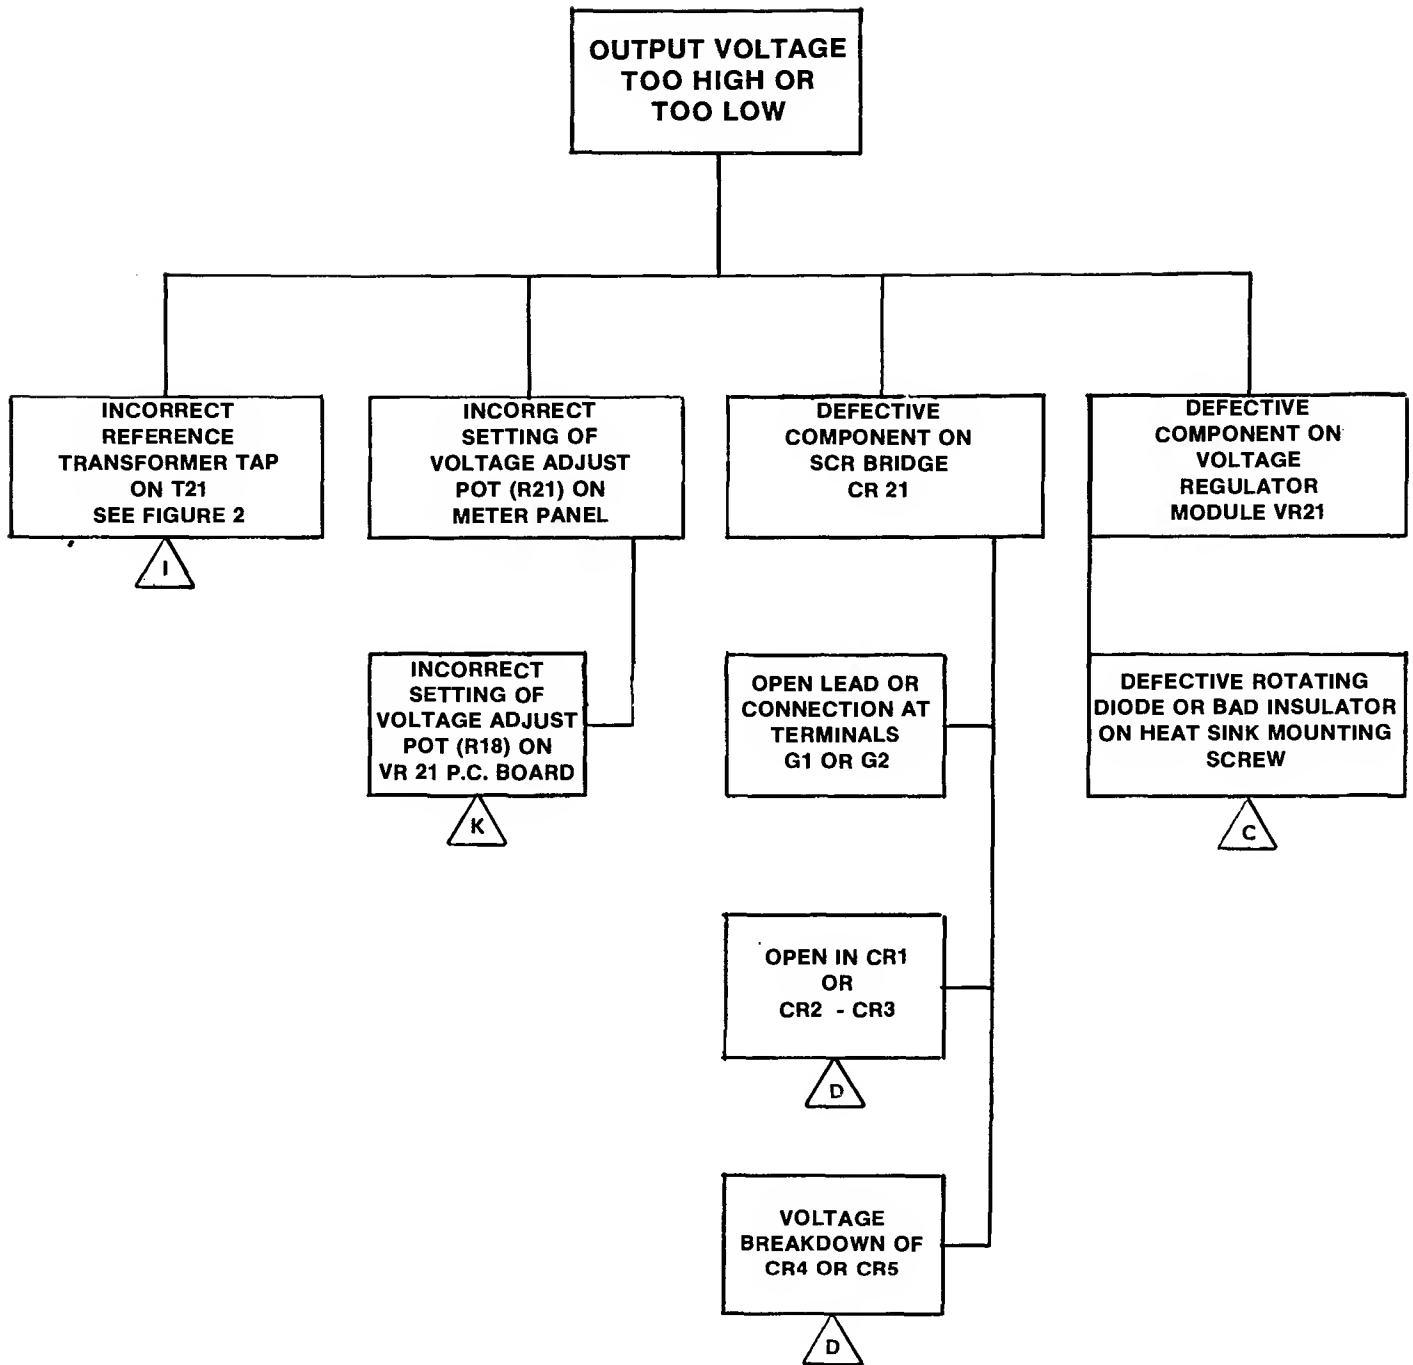 OUTPUT VOLTAGE
TOO HIGH OR
TOO LOW
INCORRECT
REFERENCE
TRANSFORMER TAP
ON T21
SEE FIGURE 2
I
INCORRECT
SETTING OF
VOLTAGE ADJUST
POT (R21) ON
METER PANEL
INCORRECT
SETTING OF
VOLTAGE ADJUST
POT (R18) ON
VR 21 P.C. BOARD
K
DEFECTIVE
COMPONENT ON
SCR BRIDGE
CR 21
OPEN LEAD OR
CONNECTION AT
TERMINALS
G1 OR G2
OPEN IN CR1
OR
CR2 - CR3
D
VOLTAGE
BREAKDOWN OF
CR4 OR CR5
D
DEFECTIVE
COMPONENT ON
VOLTAGE
REGULATOR
MODULE VR21
DEFECTIVE ROTATING
DIODE OR BAD INSULATOR
ON HEAT SINK MOUNTING
SCREW
C